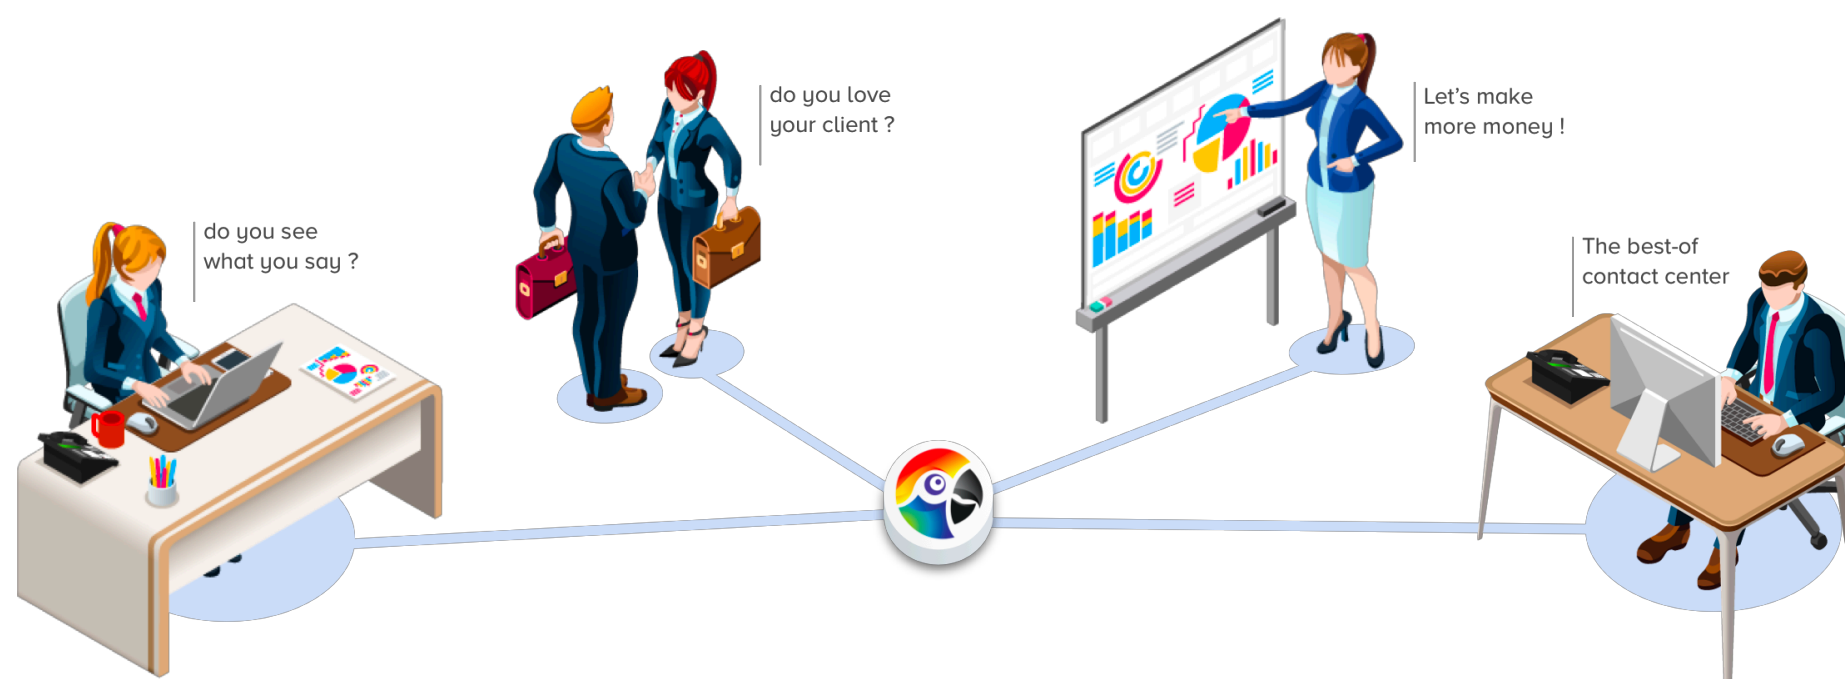 do you see
what you say ?
do you love
your client ?
Let's make
more money !
The best-of
contact center